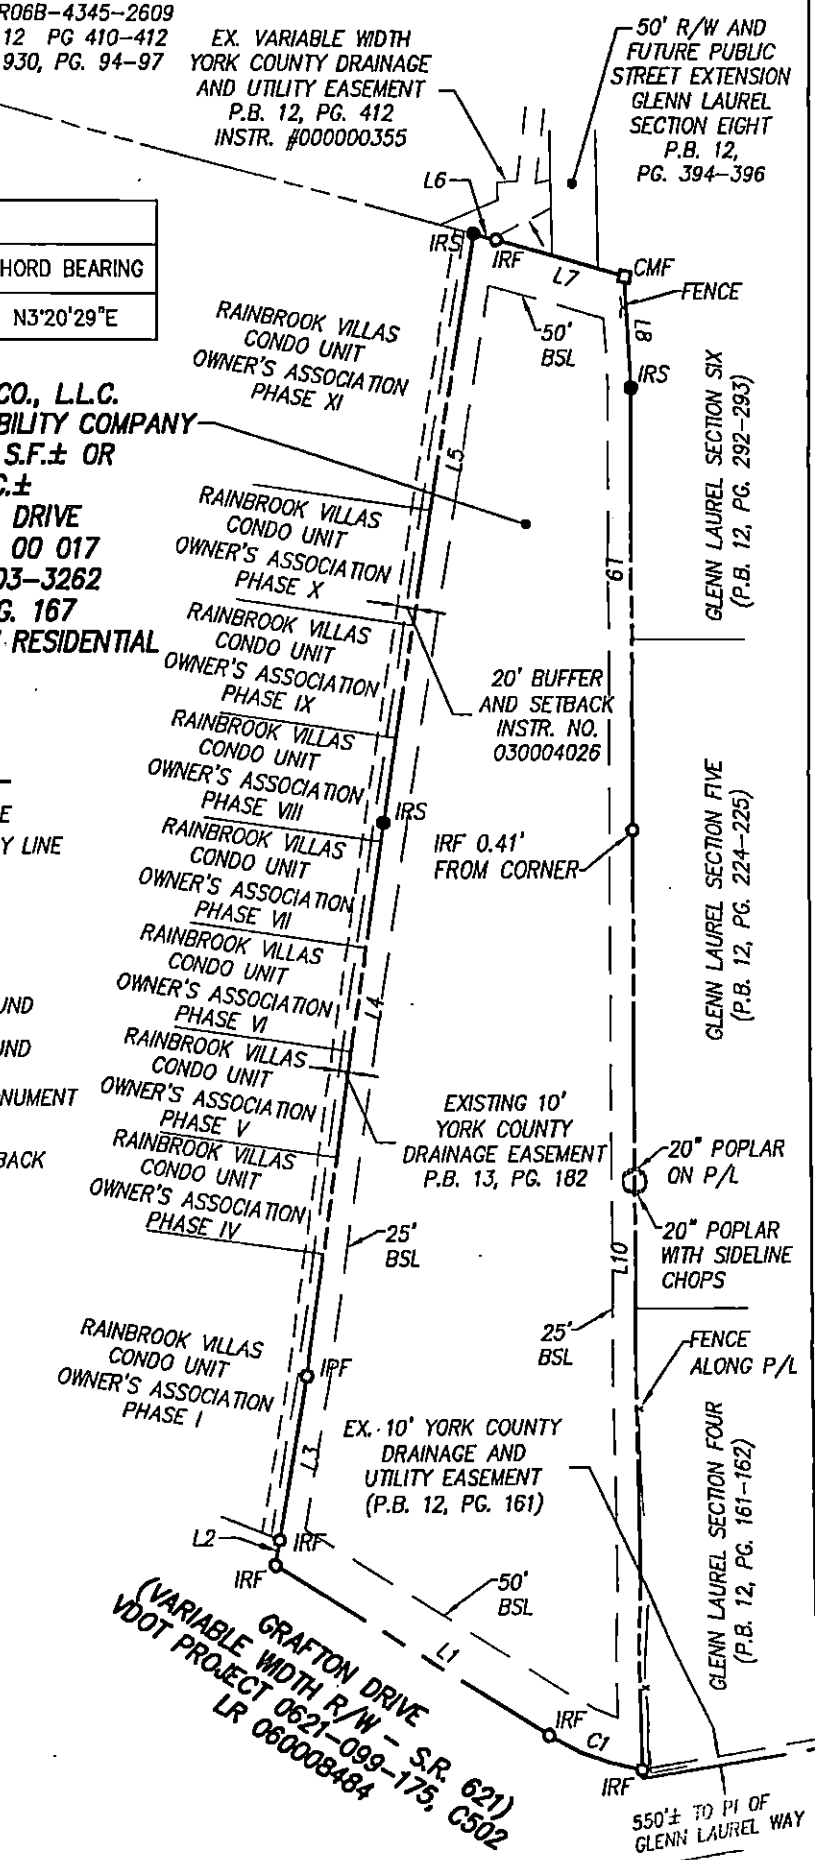 R06B-4345-2609
12 PG 410-412
930, PG. 94-97
EX. VARIABLE WIDTH
YORK COUNTY DRAINAGE
AND UTILITY EASEMENT
P.B. 12, PG. 412
INSTR. #000000355
50' R/W AND
FUTURE PUBLIC
STREET EXTENSION
GLENN LAUREL
SECTION EIGHT
P.B. 12,
PG. 394-396
L6
IRS
IRF
L7
CMF
FENCE
L8
50'
BSL
IRS
HORD BEARING
N3°20'29"E
CO., L.L.C.
BILITY COMPANY
S.F.± OR
C.±
DRIVE
00 017
03-3262
G. 167
RESIDENTIAL
RAINBROOK VILLAS
CONDO UNIT
OWNER'S ASSOCIATION
PHASE XI
L5
RAINBROOK VILLAS
CONDO UNIT
OWNER'S ASSOCIATION
PHASE X
RAINBROOK VILLAS
CONDO UNIT
OWNER'S ASSOCIATION
PHASE IX
RAINBROOK VILLAS
CONDO UNIT
OWNER'S ASSOCIATION
PHASE VIII
IRS
RAINBROOK VILLAS
CONDO UNIT
OWNER'S ASSOCIATION
PHASE VII
RAINBROOK VILLAS
CONDO UNIT
OWNER'S ASSOCIATION
PHASE VI
L4
RAINBROOK VILLAS
CONDO UNIT
OWNER'S ASSOCIATION
PHASE V
RAINBROOK VILLAS
CONDO UNIT
OWNER'S ASSOCIATION
PHASE IV
RAINBROOK VILLAS
CONDO UNIT
OWNER'S ASSOCIATION
PHASE I
E
Y LINE
UND
UND
NUMENT
BACK
L9
GLENN LAUREL SECTION SIX
(P.B. 12, PG. 292-293)
20' BUFFER
AND SETBACK
INSTR. NO.
030004026
IRF 0.41'
FROM CORNER
GLENN LAUREL SECTION FIVE
(P.B. 12, PG. 224-225)
EXISTING 10'
YORK COUNTY
DRAINAGE EASEMENT
P.B. 13, PG. 182
20" POPLAR
ON P/L
20" POPLAR
WITH SIDELINE
CHOPS
L10
25'
BSL
25'
BSL
FENCE
ALONG P/L
IPF
L3
EX. 10' YORK COUNTY
DRAINAGE AND
UTILITY EASEMENT
(P.B. 12, PG. 161)
GLENN LAUREL SECTION FOUR
(P.B. 12, PG. 161-162)
L2
IRF
IRF
50'
BSL
L1
GRAFTON DRIVE
(VARIABLE WIDTH R/W - S.R. 621)
VDOT PROJECT 0621-099-175, C502
LR 060008484
IRF
C1
IRF
550'± TO PI OF
GLENN LAUREL WAY